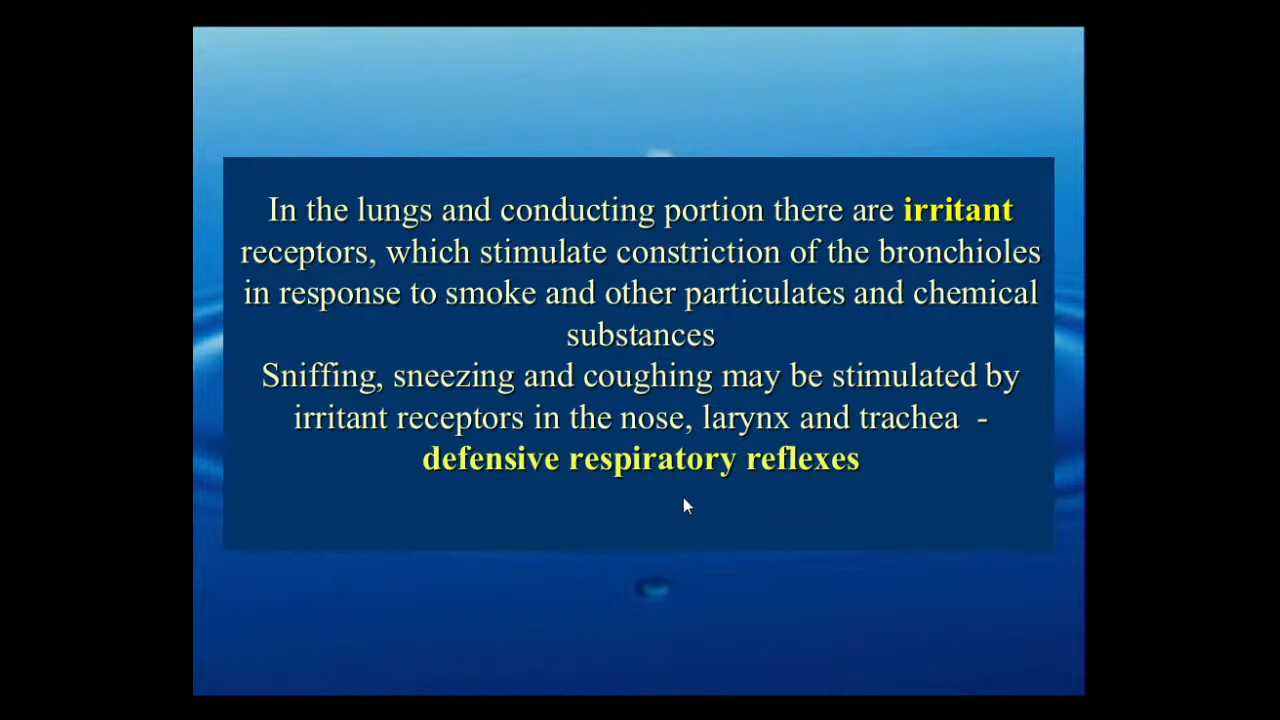 In the lungs and conducting portion there are irritant
receptors, which stimulate constriction of the bronchioles
in response to smoke and other particulates and chemical
substances
Sniffing, sneezing and coughing may be stimulated by
irritant receptors in the nose, larynx and trachea  -
defensive respiratory reflexes